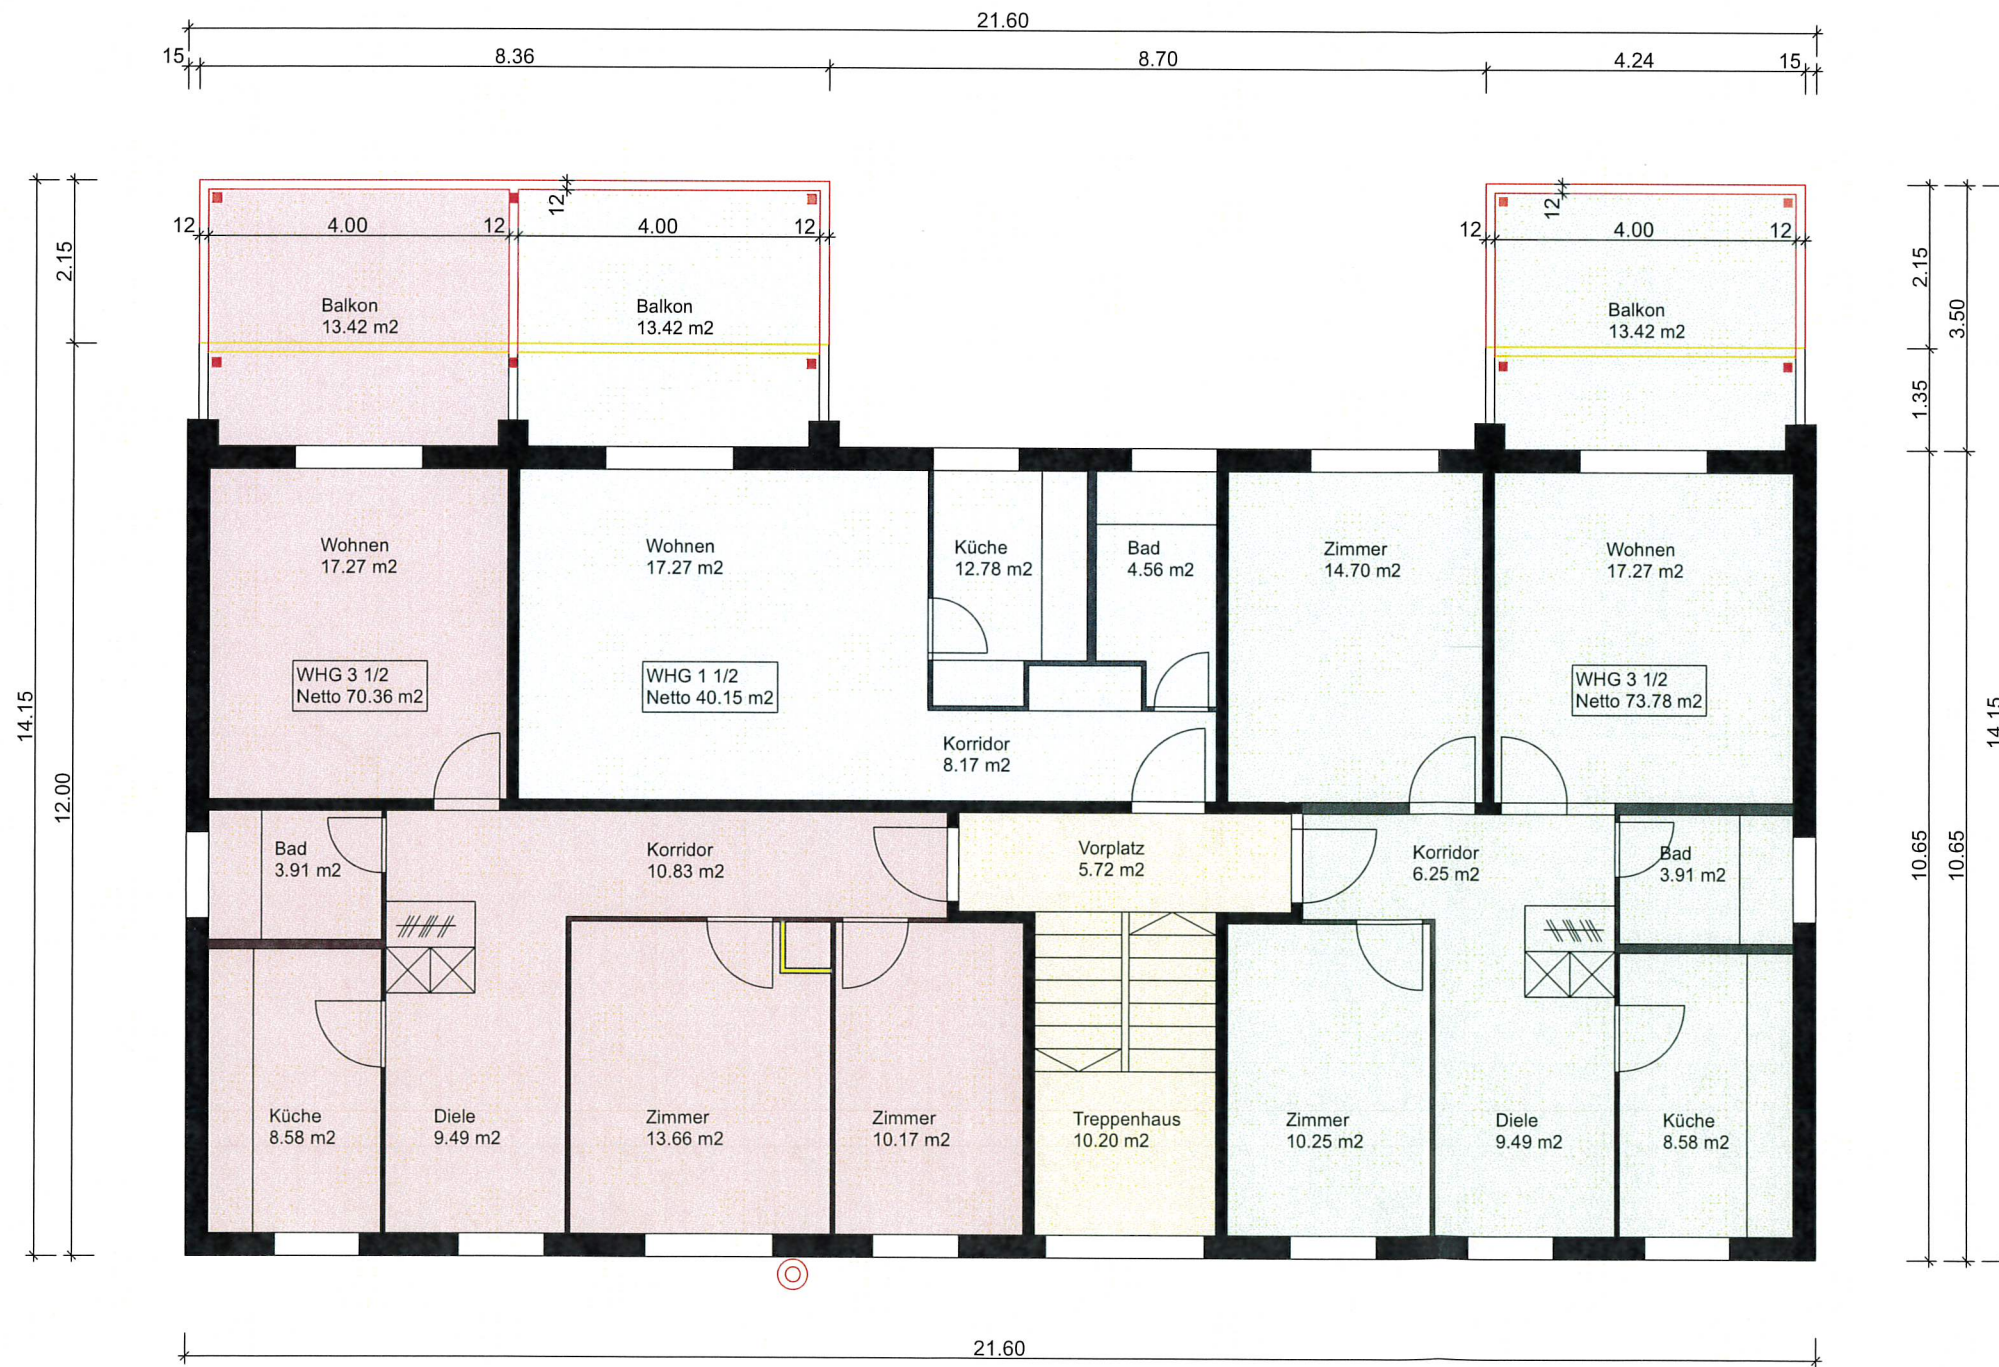 21.60
15
8.36
8.70
4.24
15
12
4.00
12
12
4.00
12
12
12
4.00
12
2.15
Balkon
13.42 m2
Balkon
13.42 m2
Balkon
13.42 m2
2.15
3.50
1.35
Wohnen
17.27 m2
Wohnen
17.27 m2
Küche
12.78 m2
Bad
4.56 m2
Zimmer
14.70 m2
Wohnen
17.27 m2
WHG 3 1/2
Netto 70.36 m2
WHG 1 1/2
Netto 40.15 m2
WHG 3 1/2
Netto 73.78 m2
14.15
12.00
Korridor
8.17 m2
14.15
10.65
10.65
Bad
3.91 m2
Korridor
10.83 m2
Vorplatz
5.72 m2
Korridor
6.25 m2
Bad
3.91 m2
Küche
8.58 m2
Diele
9.49 m2
Zimmer
13.66 m2
Zimmer
10.17 m2
Treppenhaus
10.20 m2
Zimmer
10.25 m2
Diele
9.49 m2
Küche
8.58 m2
21.60